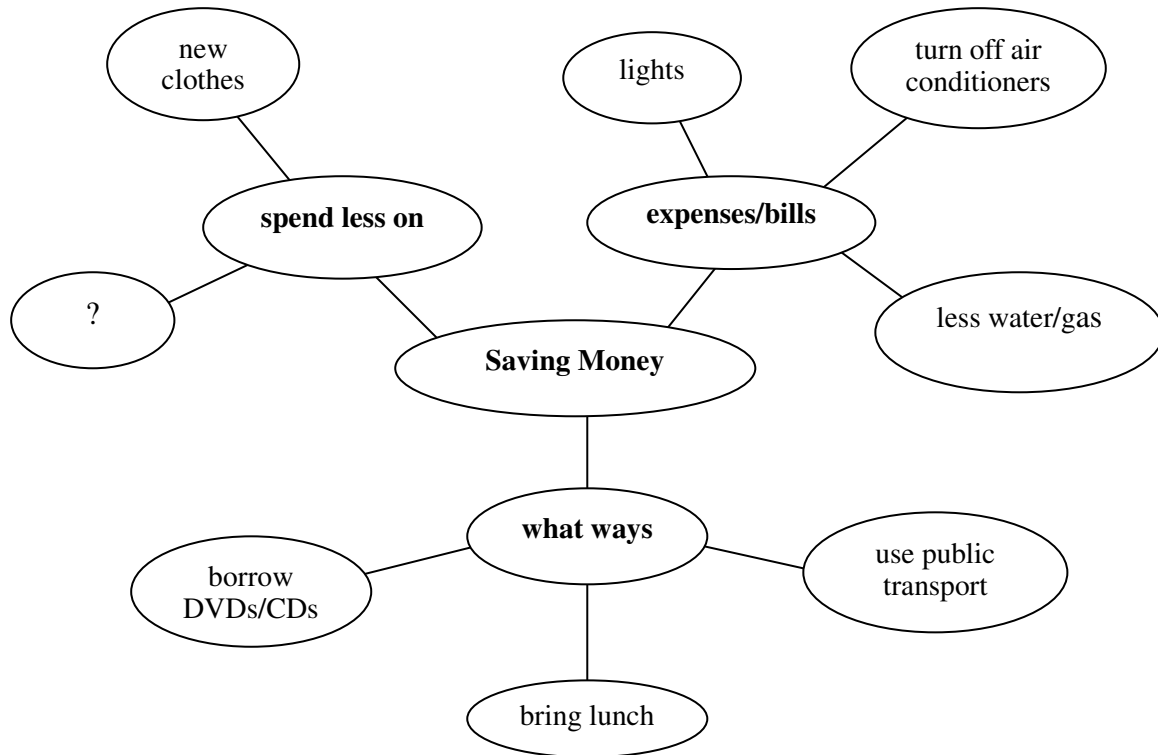 new
clothes
lights
turn off air
conditioners
spend less on
expenses/bills
?
less water/gas
Saving Money
what ways
borrow
DVDs/CDs
use public
transport
bring lunch